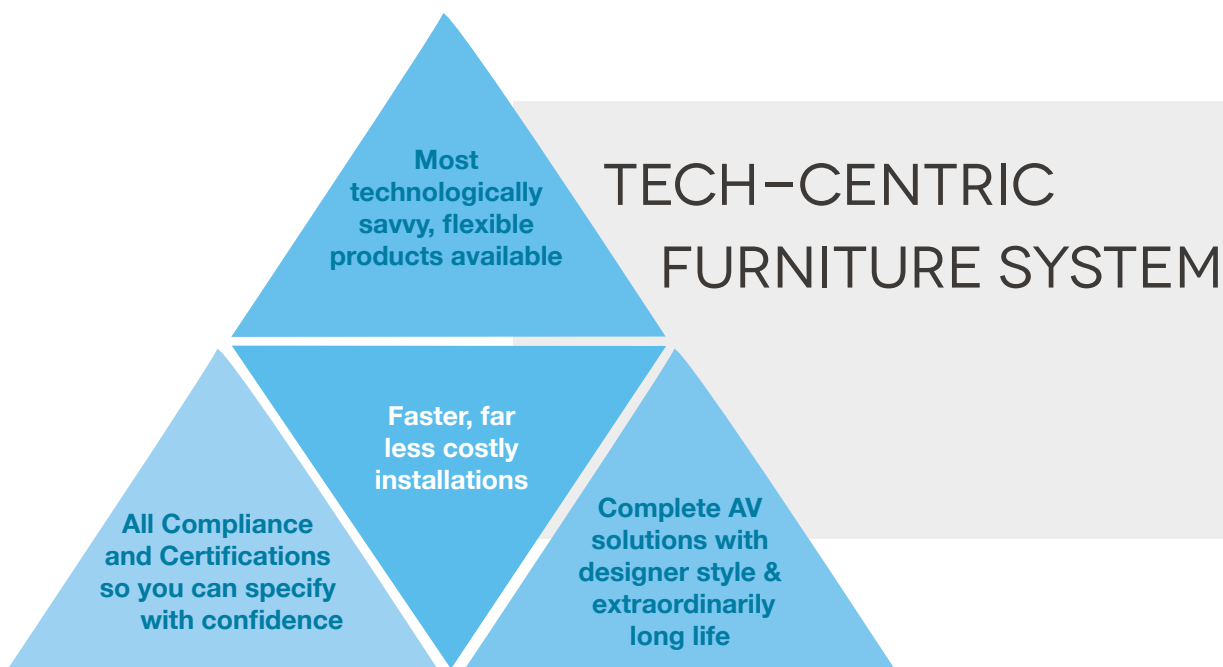 Most
technologically
savvy, flexible
products available
TECH–CENTRIC
FURNITURE SYSTEM
Faster, far
less costly
installations
All Compliance
and Certifications
so you can specify
with confidence
Complete AV
solutions with
designer style &
extraordinarily
long life